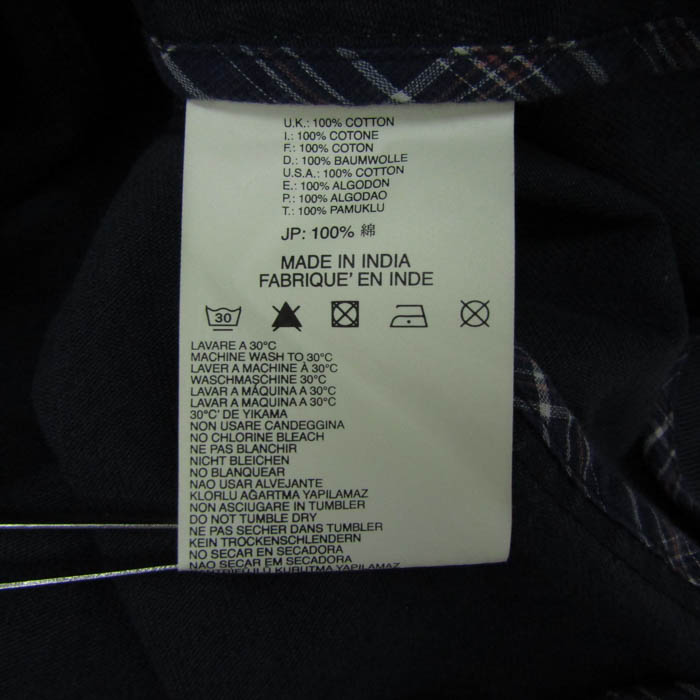 U.K.: 100% COTTON
I.: 100% COTONE
F.: 100% COTON
D.: 100% BAUMWOLLE
U.S.A.: 100% COTTON
E.: 100% ALGODON
P.: 100% ALGODAO
T.: 100% PAMUKLU
JP: 100% 綿
MADE IN INDIA
FABRIQUE' EN INDE
30
LAVARE A 30°C
MACHINE WASH TO 30°C
LAVER A MACHINE À 30°C
WASCHMASCHINE 30°C
LAVAR A MÁQUINA A 30°C
LAVAR A MAQUINA A 30°C
30°C' DE YIKAMA
NON USARE CANDEGGINA
NO CHLORINE BLEACH
NE PAS BLANCHIR
NICHT BLEICHEN
NO BLANQUEAR
NAO USAR ALVEJANTE
KLORLU AGARTMA YAPILAMAZ
NON ASCIUGARE IN TUMBLER
DO NOT TUMBLE DRY
NE PAS SECHER DANS TUMBLER
KEIN TROCKENSCHLENDERN
NO SECAR EN SECADORA
NAO SECAR EM SECADORA
KURUTMA YAPILAMAZ